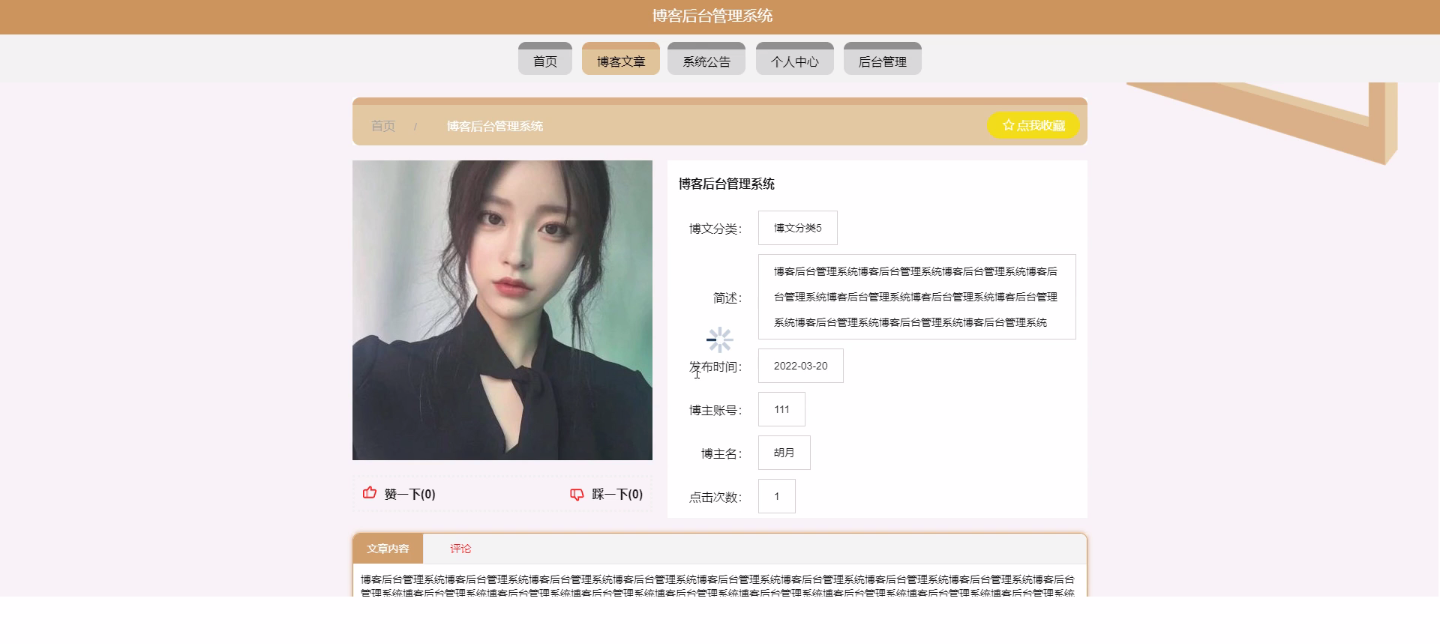 博客后台管理系统
首页 博客文章 系统公告 个人中心 后台管理
首页 / 博客后台管理系统 点我收藏
博客后台管理系统
博文分类: 博文分类5
简述: 博客后台管理系统博客后台管理系统博客后台管理系统博客后
台管理系统博客后台管理系统博客后台管理系统博客后台管理
系统博客后台管理系统博客后台管理系统博客后台管理系统
发布时间: 2022-03-20
博主账号: 111
博主名: 胡月
点击次数: 1
赞一下(0) 踩一下(0)
文章内容 评论
博客后台管理系统博客后台管理系统博客后台管理系统博客后台管理系统博客后台管理系统博客后台管理系统博客后台管理系统博客后台管理系统博客后台
管理系统博客后台管理系统博客后台管理系统博客后台管理系统博客后台管理系统博客后台管理系统博客后台管理系统博客后台管理系统博客后台管理系统